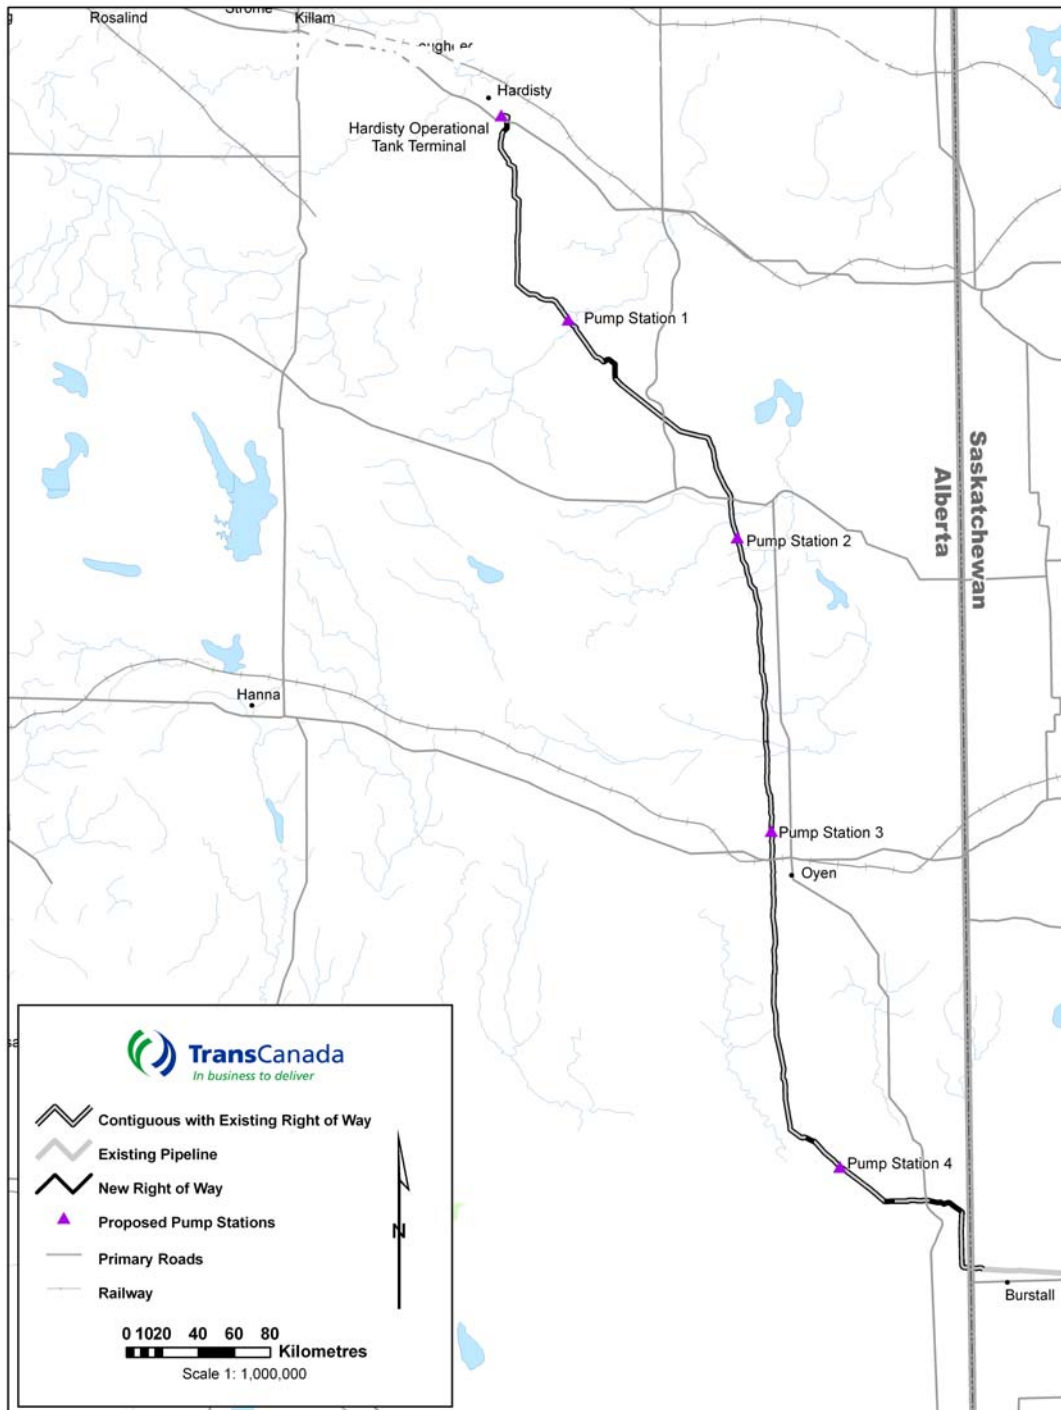 Rosalind
Killam
Hardisty
Hardisty Operational
Tank Terminal
Pump Station 1
Saskatchewan
Alberta
Pump Station 2
Hanna
Pump Station 3
Oyen
Pump Station 4
Burstall
TransCanada
In business to deliver
Contiguous with Existing Right of Way
Existing Pipeline
New Right of Way
Proposed Pump Stations
Primary Roads
Railway
N
0 1020 40 60 80
Kilometres
Scale 1: 1,000,000